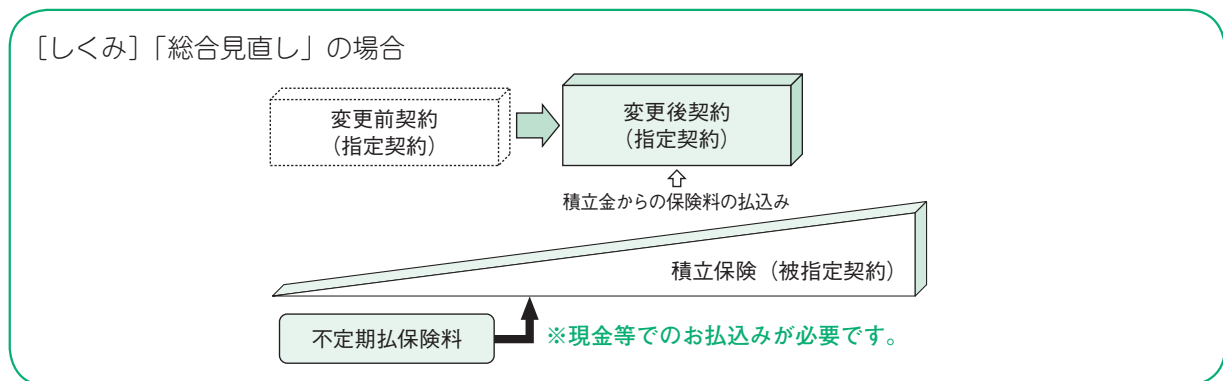 [しくみ]「総合見直し」の場合
変更前契約
(指定契約)
変更後契約
(指定契約)
積立金からの保険料の払込み
積立保険(被指定契約)
不定期払保険料
※現金等でのお払込みが必要です。